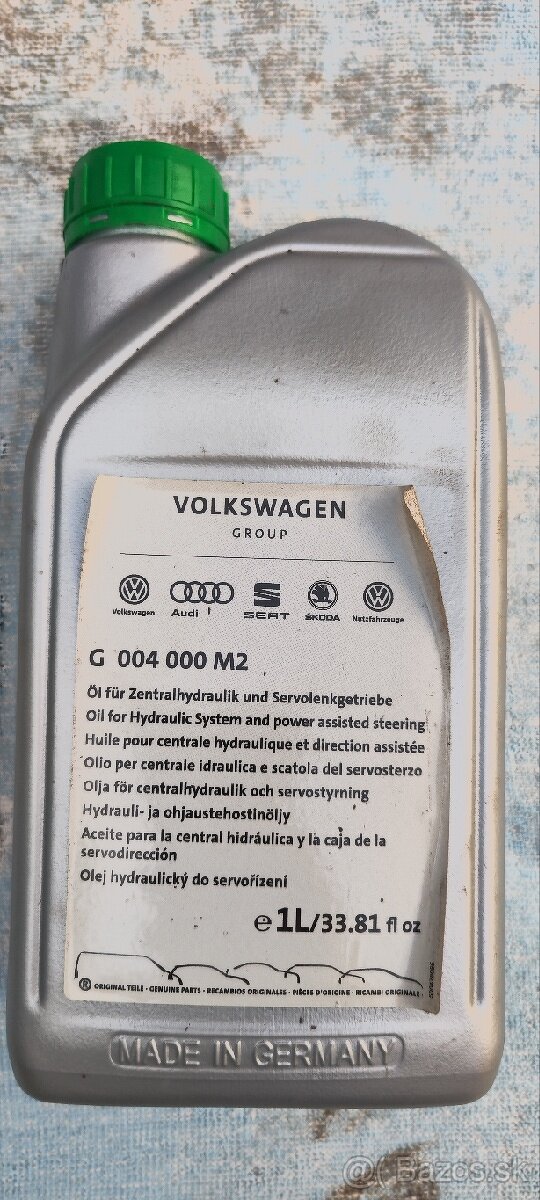 VOLKSWAGEN
GROUP
Volkswagen Audi SEAT ŠKODA Nutzfahrzeuge
G 004 000 M2
Öl für Zentralhydraulik und Servolenkgetriebe
Oil for Hydraulic System and power assisted steering
Huile pour centrale hydraulique et direction assistée
Olio per centrale idraulica e scatola del servosterzo
Olja för centralhydraulik och servostyrning
Hydrauli- ja ohjaustehostinöljy
Aceite para la central hidráulica y la caja de la
servodirección
Olej hydraulický do servořízení
e 1L/33.81 fl oz
® ORIGINAL TEILE · GENUINE PARTS · RECAMBIOS ORIGINALES · PIÈCE D'ORIGINE · RICAMBI ORIGINALI
MADE IN GERMANY
Bazos.sk